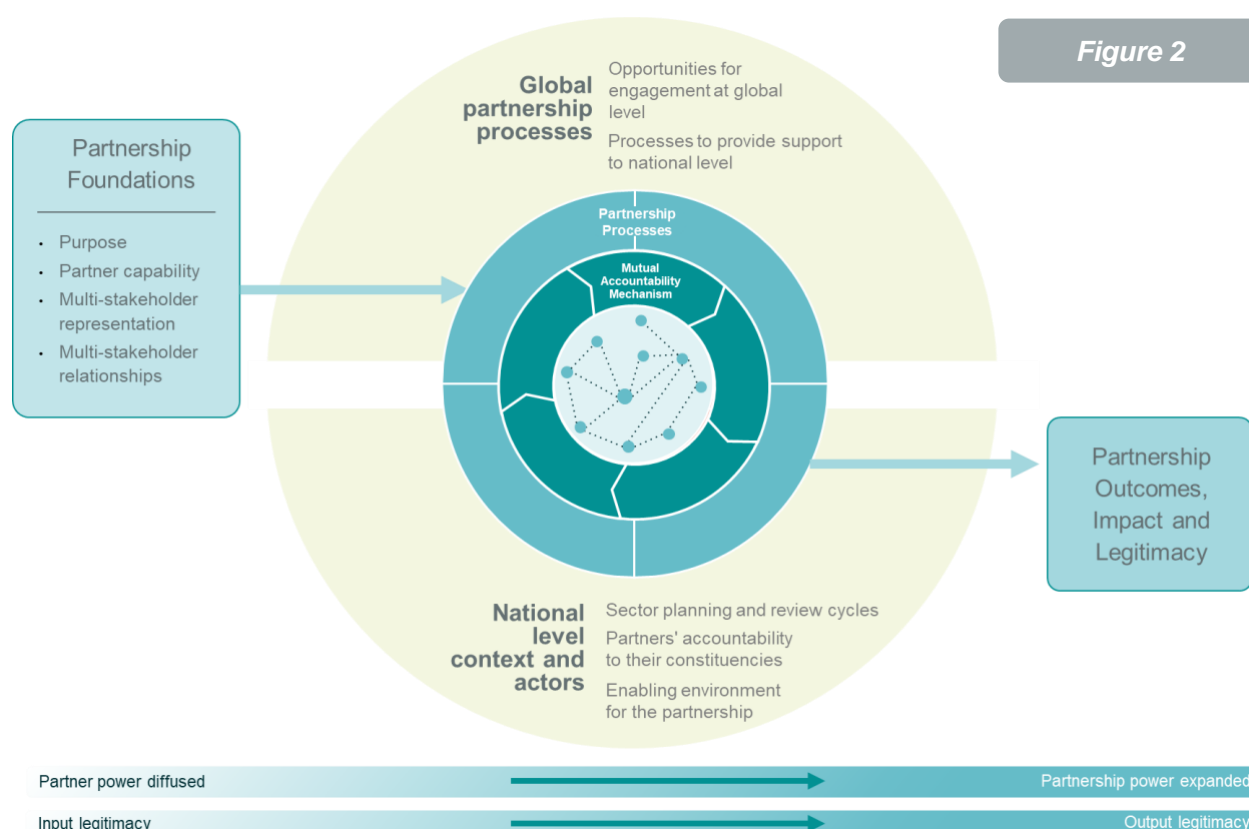 Figure 2
Partnership
Foundations
• Purpose
• Partner capability
• Multi-stakeholder
representation
• Multi-stakeholder
relationships
Global
partnership
processes
Opportunities for
engagement at global
level
Processes to provide support
to national level
Partnership
Processes
Mutual
Accountability
Mechanism
National
level
context and
actors
Sector planning and review cycles
Partners' accountability
to their constituencies
Enabling environment
for the partnership
Partnership
Outcomes,
Impact and
Legitimacy
Partner power diffused
Partnership power expanded
Input legitimacy
Output legitimacy